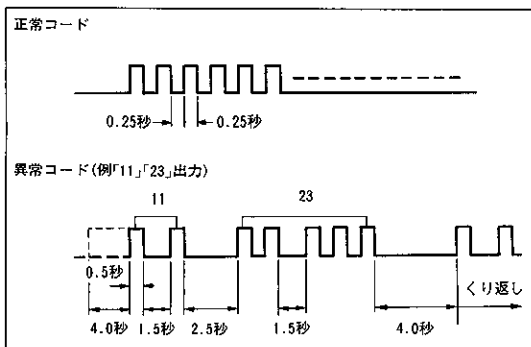 正常コード
0.25秒 0.25秒
異常コード(例｢11｣｢23｣出力)
11 23
0.5秒
くり返し
4.0秒 1.5秒 2.5秒 1.5秒 4.0秒